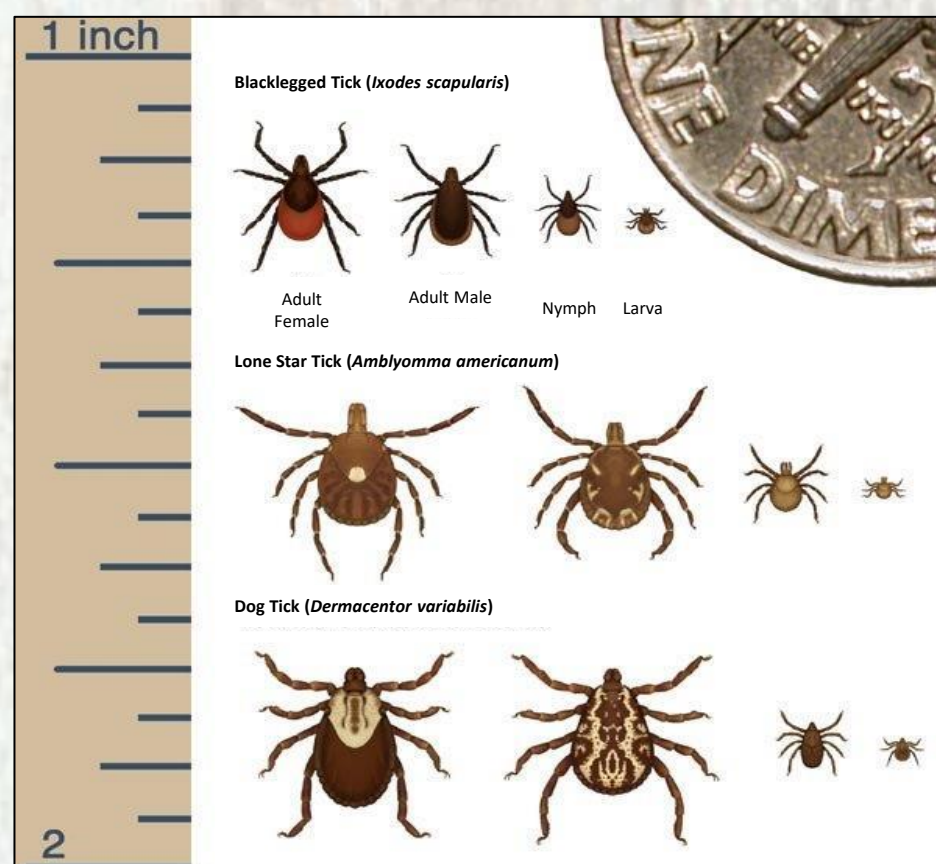 1 inch
Blacklegged Tick (Ixodes scapularis)
ONE DIME
Adult
Female
Adult Male
Nymph
Larva
Lone Star Tick (Amblyomma americanum)
Dog Tick (Dermacentor variabilis)
2